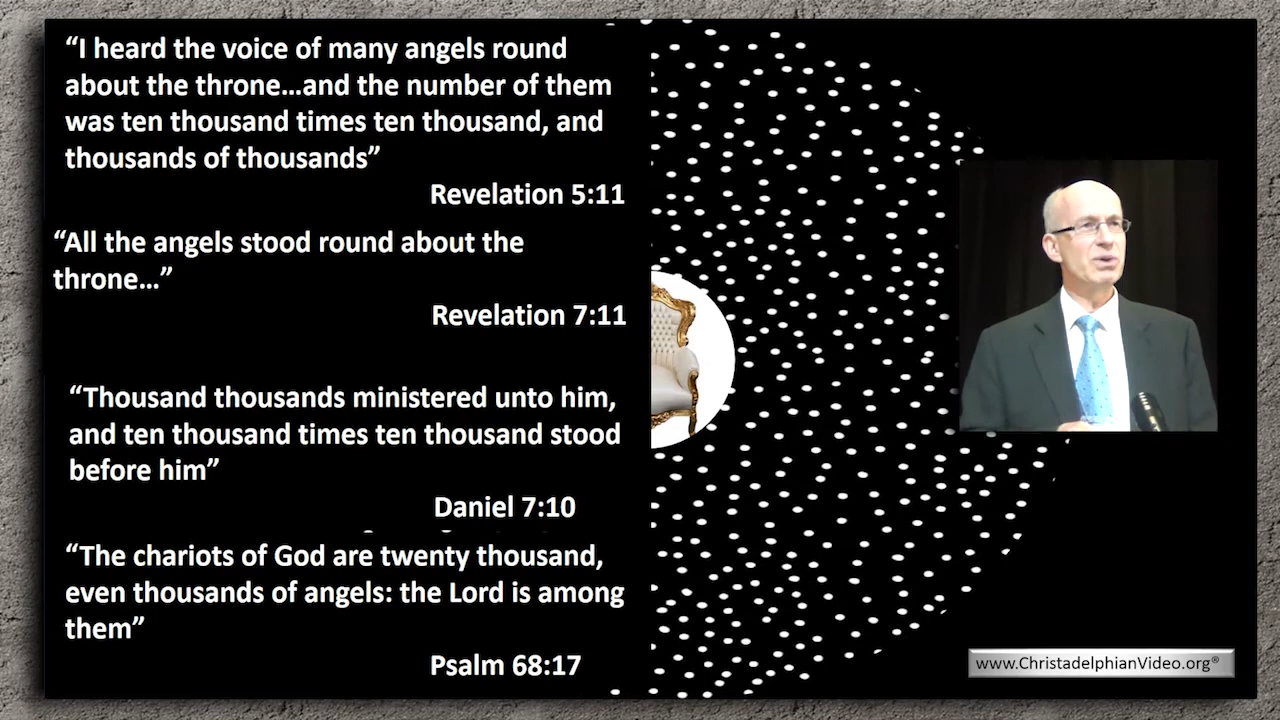 “I heard the voice of many angels round
about the throne…and the number of them
was ten thousand times ten thousand, and
thousands of thousands”
Revelation 5:11
“All the angels stood round about the
throne…”
Revelation 7:11
“Thousand thousands ministered unto him,
and ten thousand times ten thousand stood
before him”
Daniel 7:10
“The chariots of God are twenty thousand,
even thousands of angels: the Lord is among
them”
Psalm 68:17
www.ChristadelphianVideo.org®